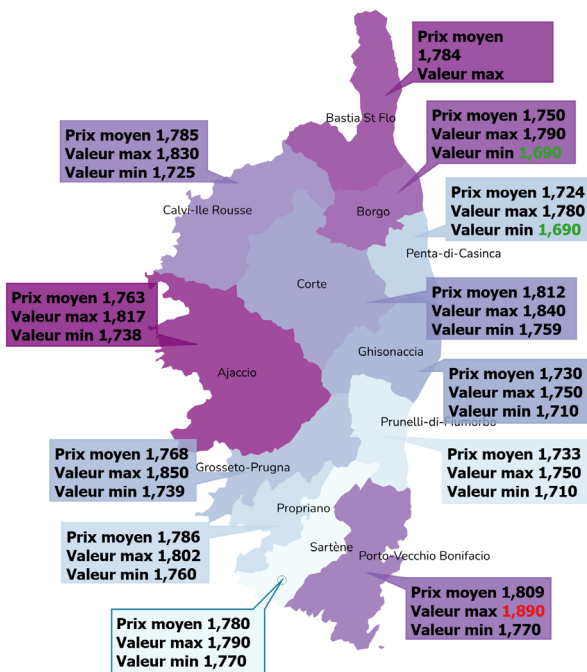 Prix moyen
1,784
Valeur max
Bastia St Flo
Prix moyen 1,750
Valeur max 1,790
Valeur min 1,690
Prix moyen 1,785
Valeur max 1,830
Valeur min 1,725
Calvi-Ile Rousse
Borgo
Prix moyen 1,724
Valeur max 1,780
Valeur min 1,690
Penta-di-Casinca
Corte
Prix moyen 1,812
Valeur max 1,840
Valeur min 1,759
Prix moyen 1,763
Valeur max 1,817
Valeur min 1,738
Ajaccio
Ghisonaccia
Prix moyen 1,730
Valeur max 1,750
Valeur min 1,710
Prunelli-di-Fiumorbo
Prix moyen 1,768
Valeur max 1,850
Valeur min 1,739
Grosseto-Prugna
Prix moyen 1,733
Valeur max 1,750
Valeur min 1,710
Propriano
Prix moyen 1,786
Valeur max 1,802
Valeur min 1,760
Sartène
Porto-Vecchio Bonifacio
Prix moyen 1,809
Valeur max 1,890
Valeur min 1,770
Prix moyen 1,780
Valeur max 1,790
Valeur min 1,770